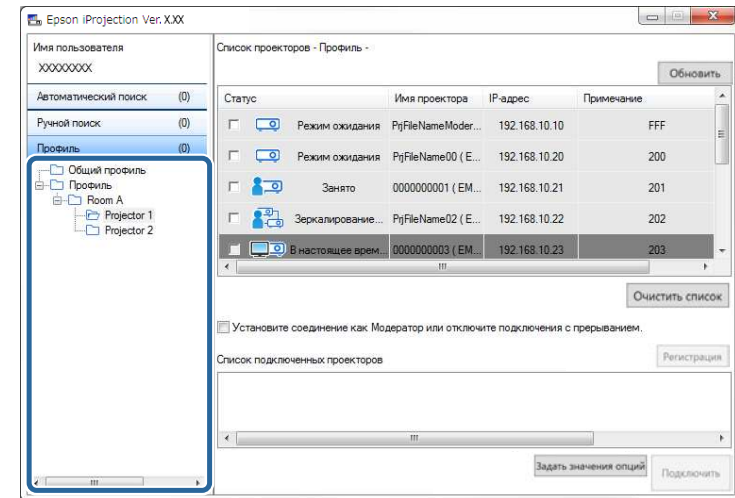 Epson iProjection Ver. X.XX
Имя пользователя
XXXXXXXX
Автоматический поиск (0)
Ручной поиск (0)
Профиль (0)
Общий профиль
Профиль
Room A
Projector 1
Projector 2
Список проекторов - Профиль -
Обновить
Статус Имя проектора IP-адрес Примечание
Режим ожидания PrjFileNameModer... 192.168.10.10 FFF
Режим ожидания PrjFileName00 ( E... 192.168.10.20 200
Занято 0000000001 ( EM... 192.168.10.21 201
Зеркалирование... PrjFileName02 ( E... 192.168.10.22 202
В настоящее врем... 0000000003 ( EM... 192.168.10.23 203
Очистить список
Установите соединение как Модератор или отключите подключения с прерыванием.
Список подключенных проекторов
Регистрация
Задать значения опций
Подключить